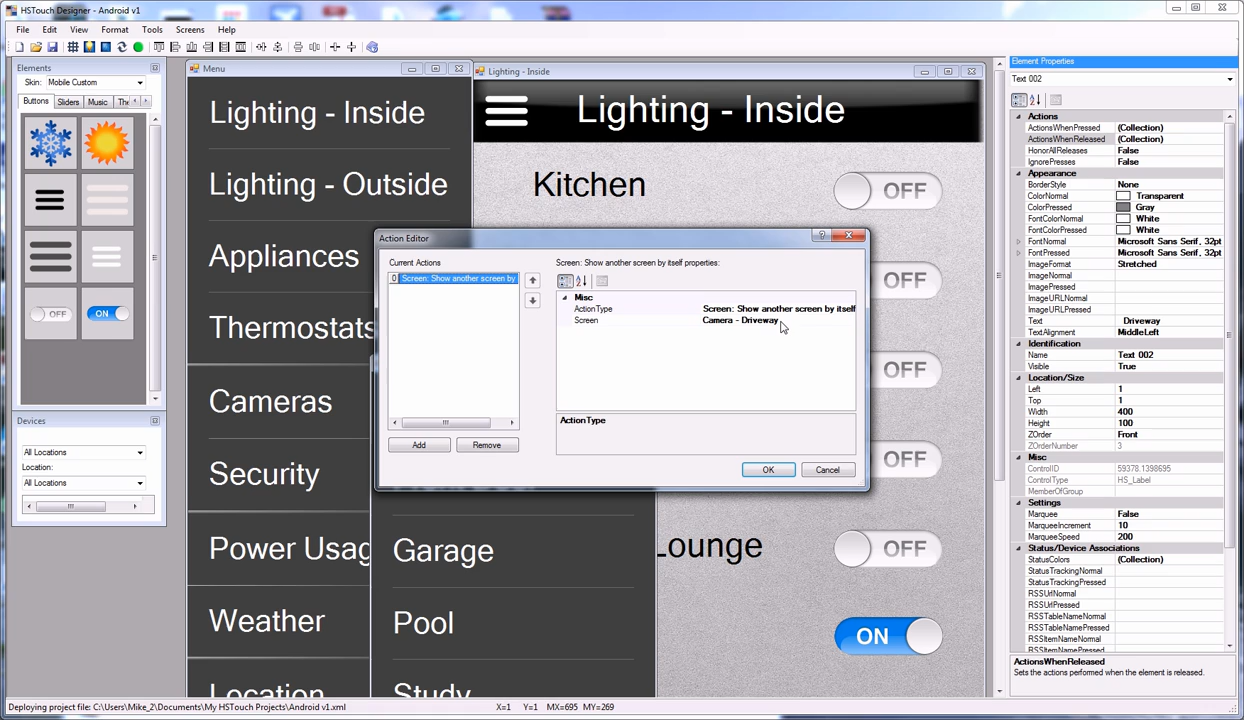 HSTouch Designer - Android v1
File Edit View Format Tools Screens Help
Elements
Skin: Mobile Custom
Buttons Sliders Music
OFF ON
Devices
All Locations
Location:
All Locations
Menu
Lighting - Inside
Lighting - Outside
Appliances
Thermostats
Cameras
Security
Power Usag
Weather
Location
Garage
Pool
Study
Lighting - Inside
Lighting - Inside
Kitchen OFF
OFF
OFF
OFF
Lounge OFF
ON
Action Editor
Current Actions
0 Screen: Show another screen by
Add Remove
Screen: Show another screen by itself properties:
Misc
ActionType Screen: Show another screen by itself
Screen Camera - Driveway
ActionType
OK Cancel
Element Properties
Text 002
Actions
ActionsWhenPressed (Collection)
ActionsWhenReleased (Collection)
HonorAllReleases False
IgnorePresses False
Appearance
BorderStyle None
ColorNormal Transparent
ColorPressed Gray
FontColorNormal White
FontColorPressed White
FontNormal Microsoft Sans Serif, 32pt
FontPressed Microsoft Sans Serif, 32pt
ImageFormat Stretched
ImageNormal
ImagePressed
ImageURLNormal
ImageURLPressed
Text Driveway
TextAlignment MiddleLeft
Identification
Name Text 002
Visible True
Location/Size
Left 1
Top 1
Width 400
Height 100
ZOrder Front
ZOrderNumber 3
Misc
ControlID 59378.1398695
ControlType HS_Label
MemberOfGroup
Settings
Marquee False
MarqueeIncrement 10
MarqueeSpeed 200
Status/Device Associations
StatusColors (Collection)
StatusTrackingNormal
StatusTrackingPressed
RSSUrlNormal
RSSUrlPressed
RSSTableNameNormal
RSSTableNamePressed
RSSItemNameNormal
RSSItemNamePressed
ActionsWhenReleased
Sets the actions performed when the element is released.
Deploying project file: C:\Users\Mike_2\Documents\My HSTouch Projects\Android v1.xml X=1 Y=1 MX=695 MY=269